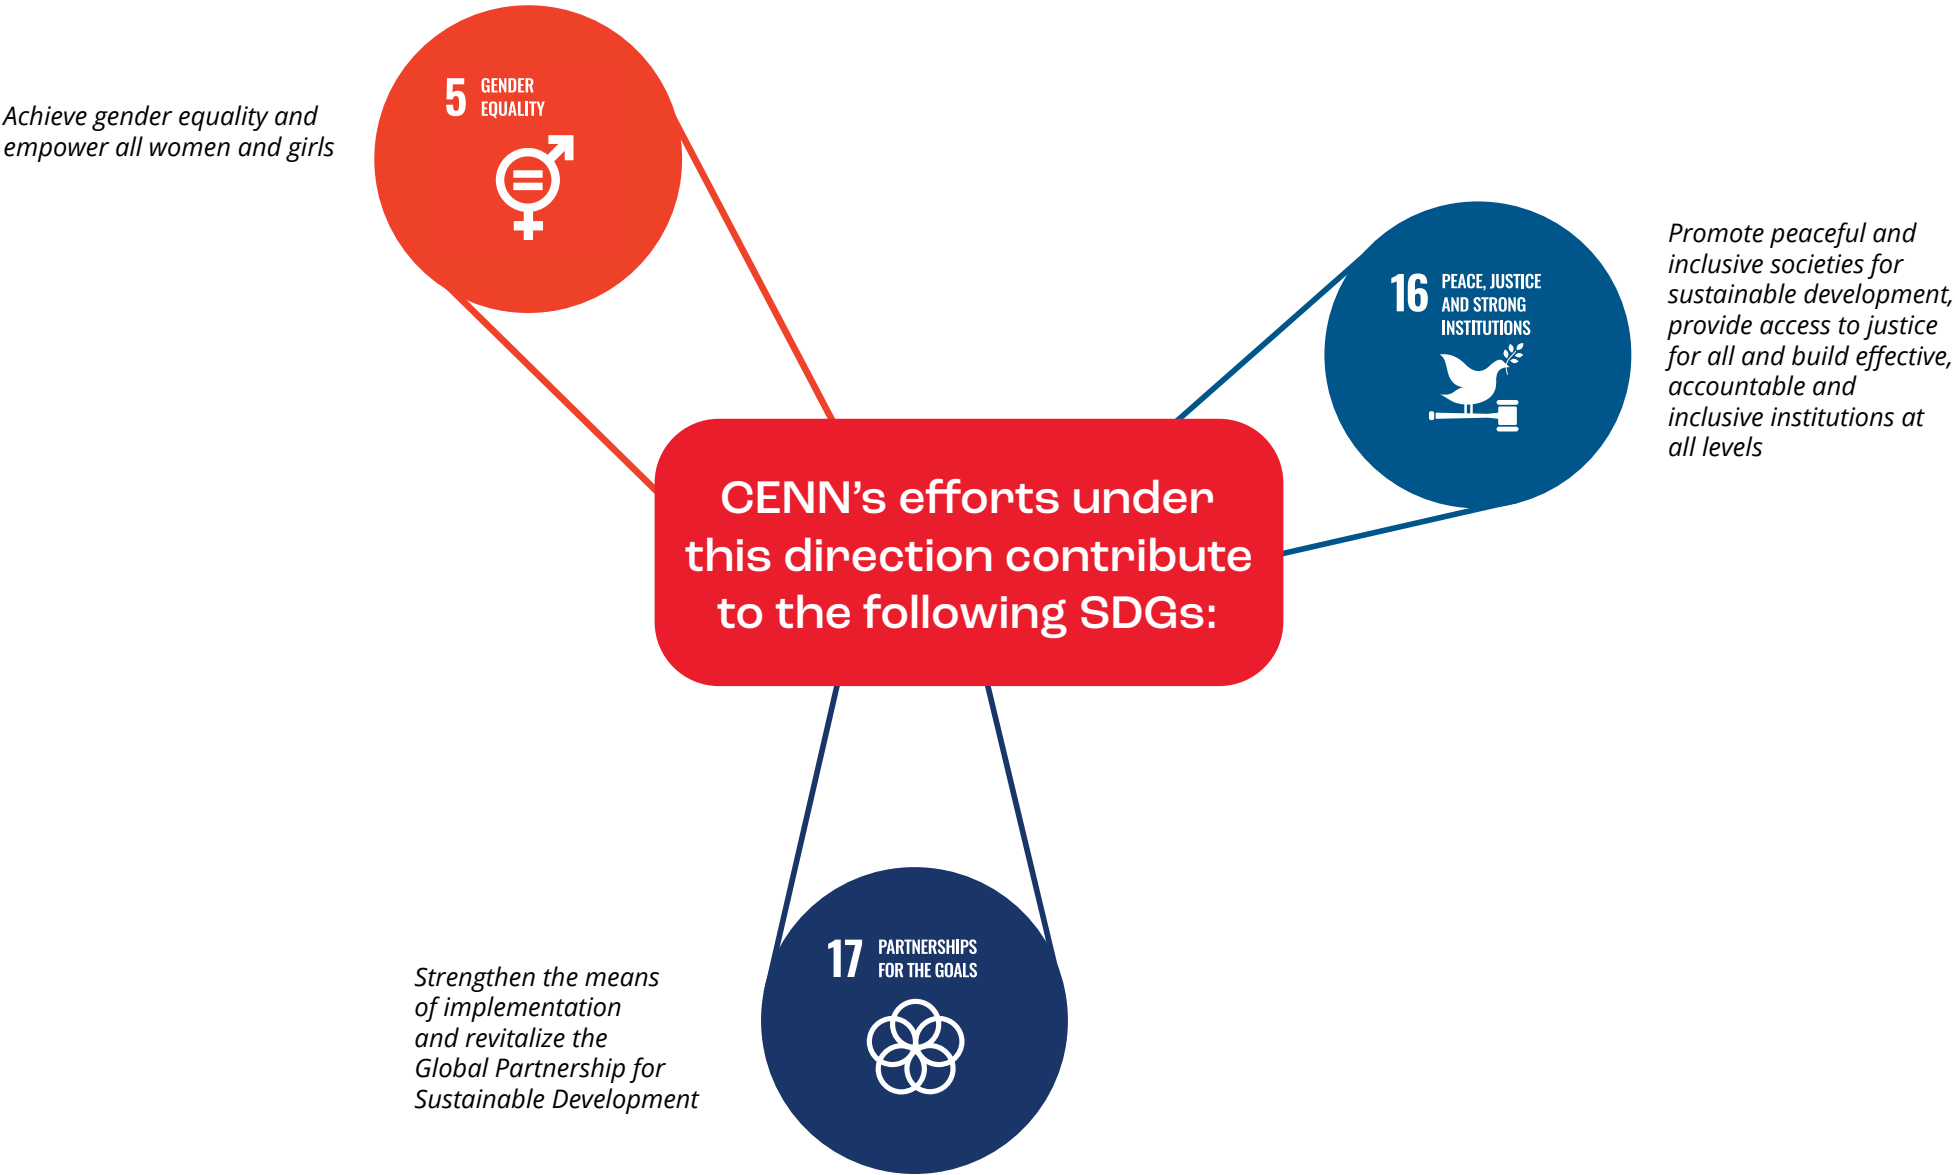 Achieve gender equality and
empower all women and girls
5 GENDER
EQUALITY
16 PEACE, JUSTICE
AND STRONG
INSTITUTIONS
Promote peaceful and
inclusive societies for
sustainable development,
provide access to justice
for all and build effective,
accountable and
inclusive institutions at
all levels
CENN’s efforts under
this direction contribute
to the following SDGs:
17 PARTNERSHIPS
FOR THE GOALS
Strengthen the means
of implementation
and revitalize the
Global Partnership for
Sustainable Development